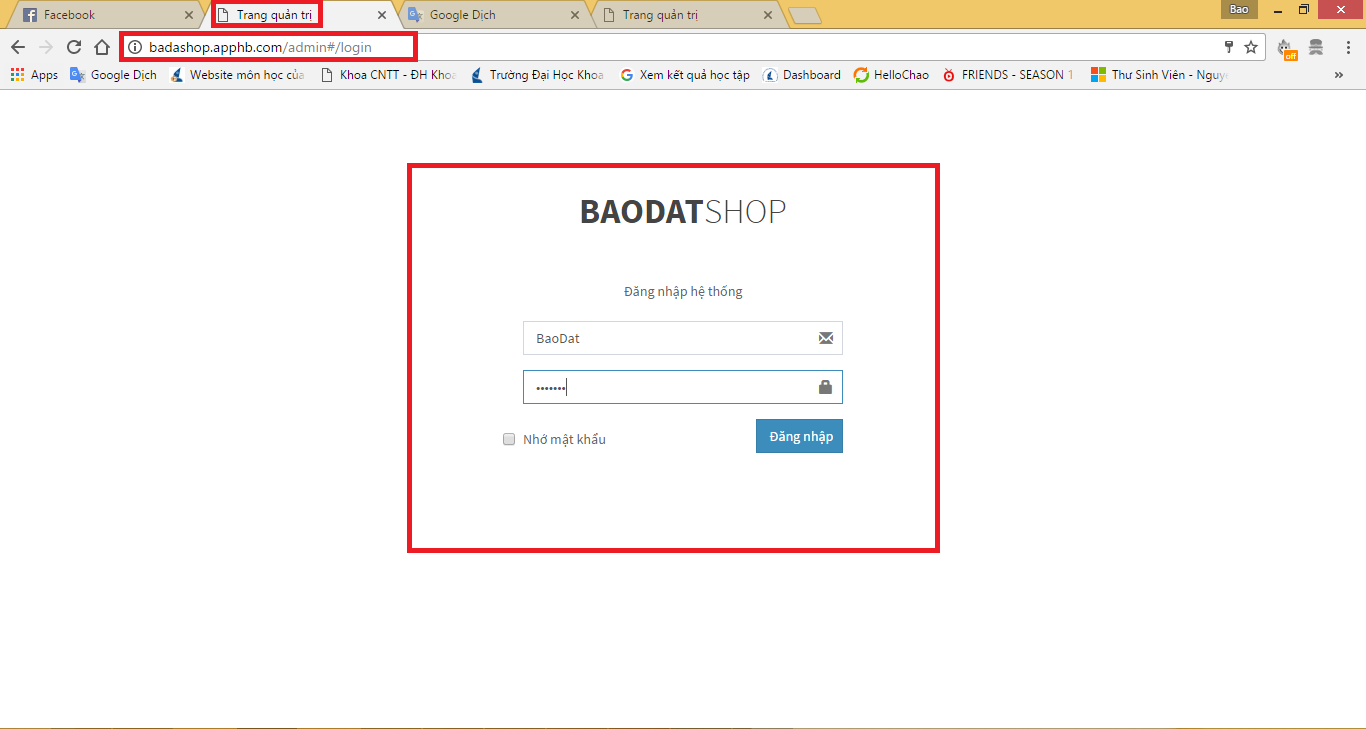 Facebook
Trang quản trị
Google Dịch
Trang quản trị
Bao
badashop.apphb.com/admin#/login
off
Apps
Google Dịch
Website môn học củа
Khoa CNTT - ĐH Khoa
Trường Đại Học Khoa
Xem kết quả học tập
Dashboard
HelloChao
FRIENDS - SEASON 1
Thư Sinh Viên - Nguy
»
BAODATSHOP
Đăng nhập hệ thống
BaoDat
•••••••
Nhớ mật khẩu
Đăng nhập